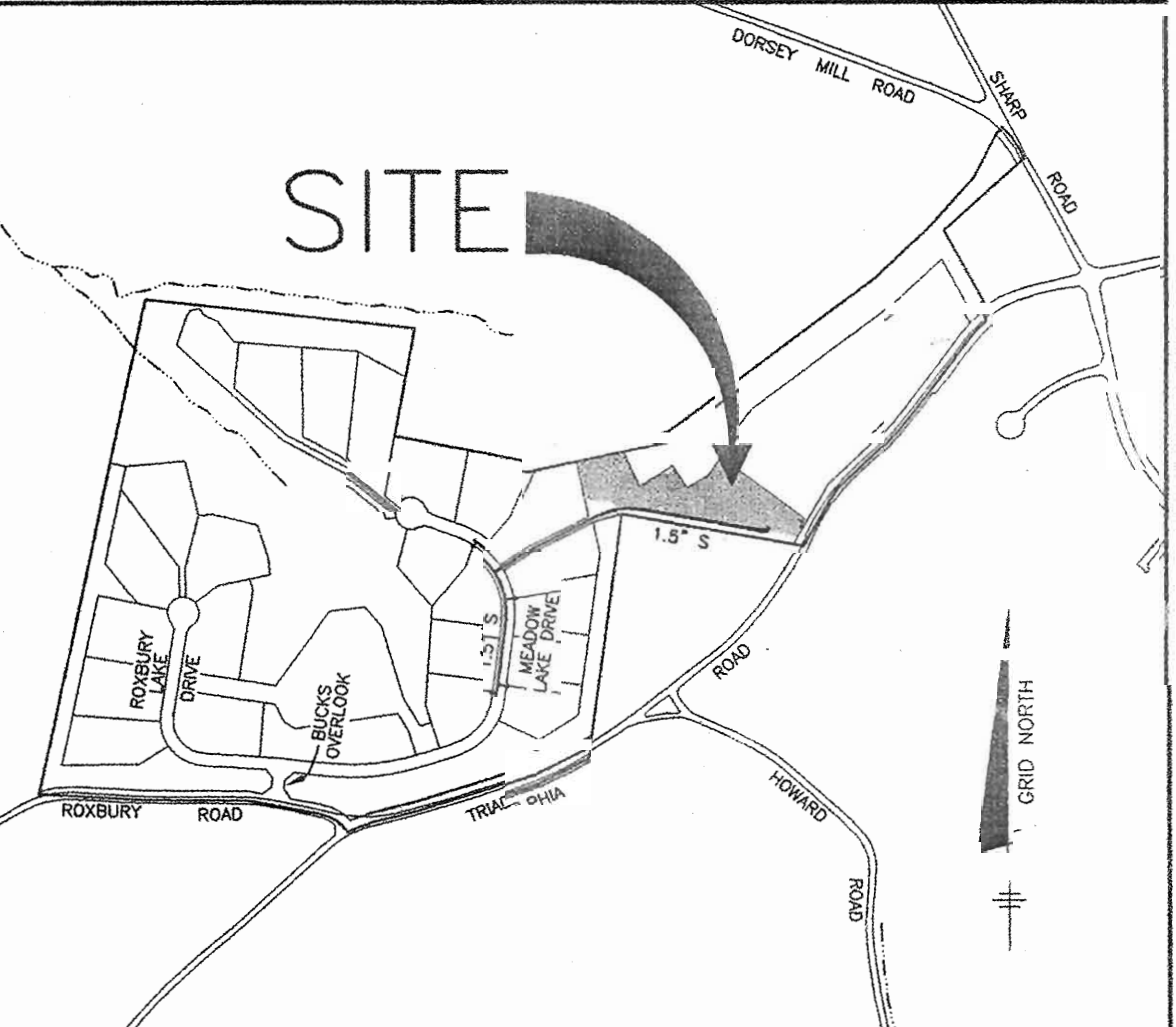 DORSEY MILL ROAD
SHARP
ROAD
SITE
1.5" S
1.5" S
MEADOW
LAKE DRIVE
ROXBURY
LAKE
DRIVE
BUCKS
OVERLOOK
ROAD
GRID NORTH
HOWARD
ROAD
ROXBURY ROAD